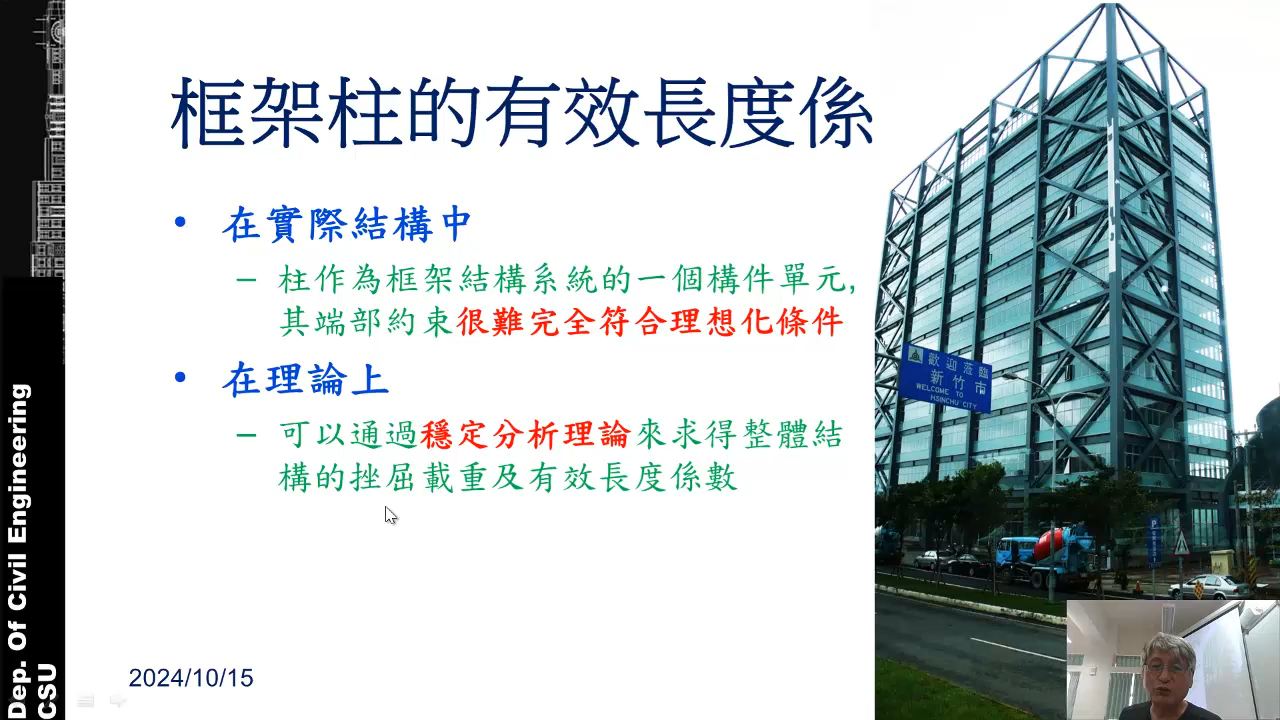 框架柱的有效長度係
• 在實際結構中
– 柱作為框架結構系統的一個構件單元,
其端部約束很難完全符合理想化條件
• 在理論上
– 可以通過穩定分析理論來求得整體結
構的挫屈載重及有效長度係數
2024/10/15
Dep. Of Civil Engineering
CSU
歡迎蒞臨
新竹市
WELCOME TO
HSINCHU CITY
P